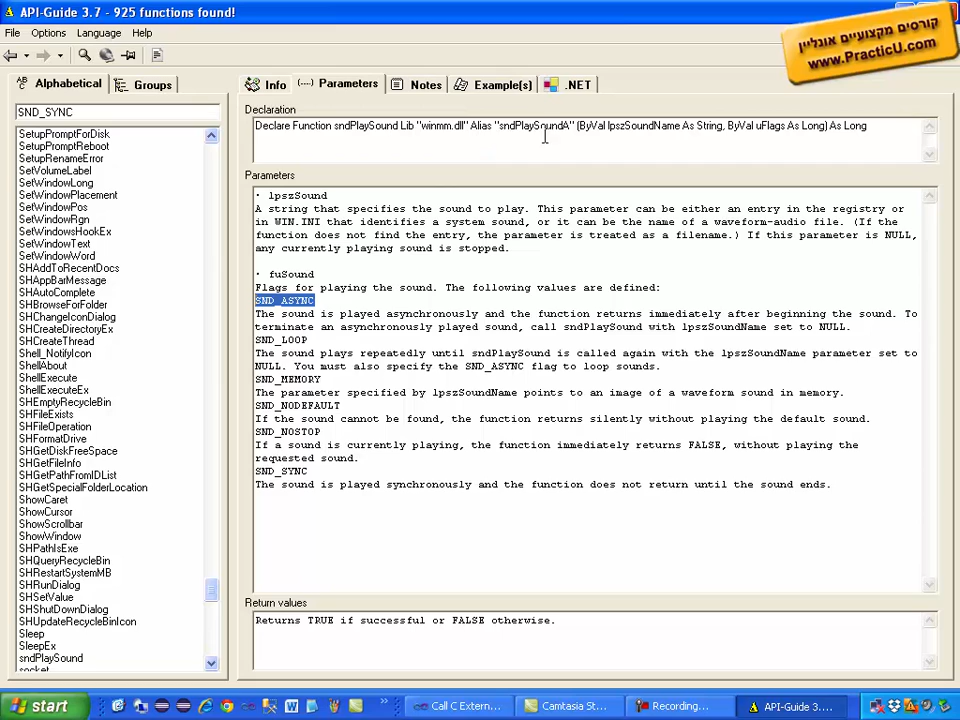 API-Guide 3.7 - 925 functions found!
File Options Language Help
קורסים מקצועיים אונליין
www.PracticU.com
Alphabetical Groups
Info Parameters Notes Example(s) .NET
SND_SYNC
SetupPromptForDisk
SetupPromptReboot
SetupRenameError
SetVolumeLabel
SetWindowLong
SetWindowPlacement
SetWindowPos
SetWindowRgn
SetWindowsHookEx
SetWindowText
SetWindowWord
SHAddToRecentDocs
SHAppBarMessage
SHAutoComplete
SHBrowseForFolder
SHChangeIconDialog
SHCreateDirectoryEx
SHCreateThread
Shell_NotifyIcon
ShellAbout
ShellExecute
ShellExecuteEx
SHEmptyRecycleBin
SHFileExists
SHFileOperation
SHFormatDrive
SHGetDiskFreeSpace
SHGetFileInfo
SHGetPathFromIDList
SHGetSpecialFolderLocation
ShowCaret
ShowCursor
ShowScrollbar
ShowWindow
SHPathIsExe
SHQueryRecycleBin
SHRestartSystemMB
SHRunDialog
SHSetValue
SHShutDownDialog
SHUpdateRecycleBinIcon
Sleep
SleepEx
sndPlaySound
socket
Declaration
Declare Function sndPlaySound Lib "winmm.dll" Alias "sndPlaySoundA" (ByVal lpszSoundName As String, ByVal uFlags As Long) As Long
Parameters
· lpszSound
A string that specifies the sound to play. This parameter can be either an entry in the registry or
in WIN.INI that identifies a system sound, or it can be the name of a waveform-audio file. (If the
function does not find the entry, the parameter is treated as a filename.) If this parameter is NULL,
any currently playing sound is stopped.
· fuSound
Flags for playing the sound. The following values are defined:
SND_ASYNC
The sound is played asynchronously and the function returns immediately after beginning the sound. To
terminate an asynchronously played sound, call sndPlaySound with lpszSoundName set to NULL.
SND_LOOP
The sound plays repeatedly until sndPlaySound is called again with the lpszSoundName parameter set to
NULL. You must also specify the SND_ASYNC flag to loop sounds.
SND_MEMORY
The parameter specified by lpszSoundName points to an image of a waveform sound in memory.
SND_NODEFAULT
If the sound cannot be found, the function returns silently without playing the default sound.
SND_NOSTOP
If a sound is currently playing, the function immediately returns FALSE, without playing the
requested sound.
SND_SYNC
The sound is played synchronously and the function does not return until the sound ends.
Return values
Returns TRUE if successful or FALSE otherwise.
start
Call C Extern...
Camtasia St...
Recording...
API-Guide 3....